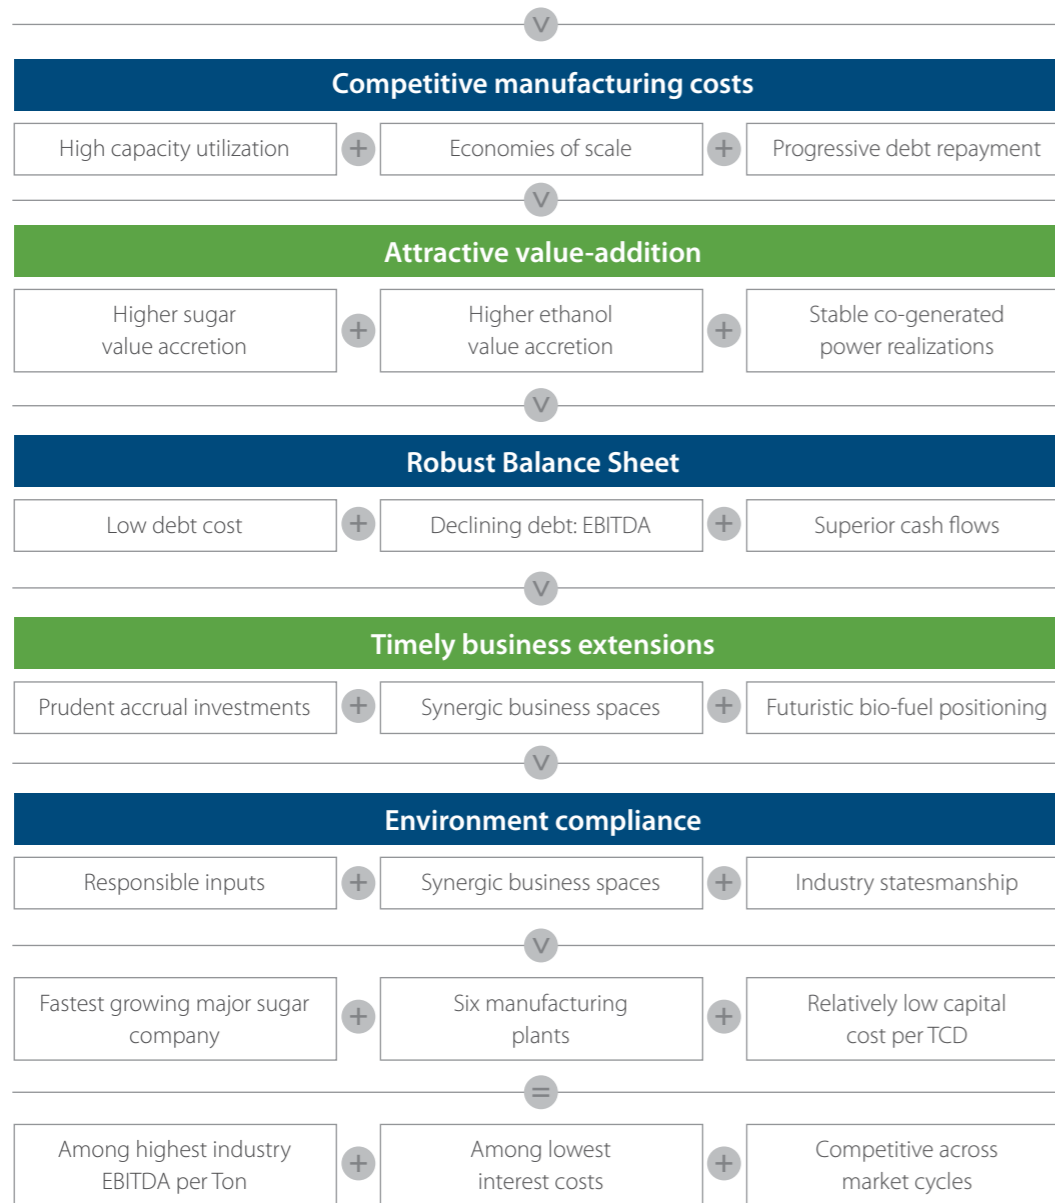 V
Competitive manufacturing costs
High capacity utilization + Economies of scale + Progressive debt repayment
V
Attractive value-addition
Higher sugar
value accretion
+
Higher ethanol
value accretion
+
Stable co-generated
power realizations
V
Robust Balance Sheet
Low debt cost + Declining debt: EBITDA + Superior cash flows
V
Timely business extensions
Prudent accrual investments + Synergic business spaces + Futuristic bio-fuel positioning
V
Environment compliance
Responsible inputs + Synergic business spaces + Industry statesmanship
V
Fastest growing major sugar
company
+
Six manufacturing
plants
+
Relatively low capital
cost per TCD
=
Among highest industry
EBITDA per Ton
+
Among lowest
interest costs
+
Competitive across
market cycles